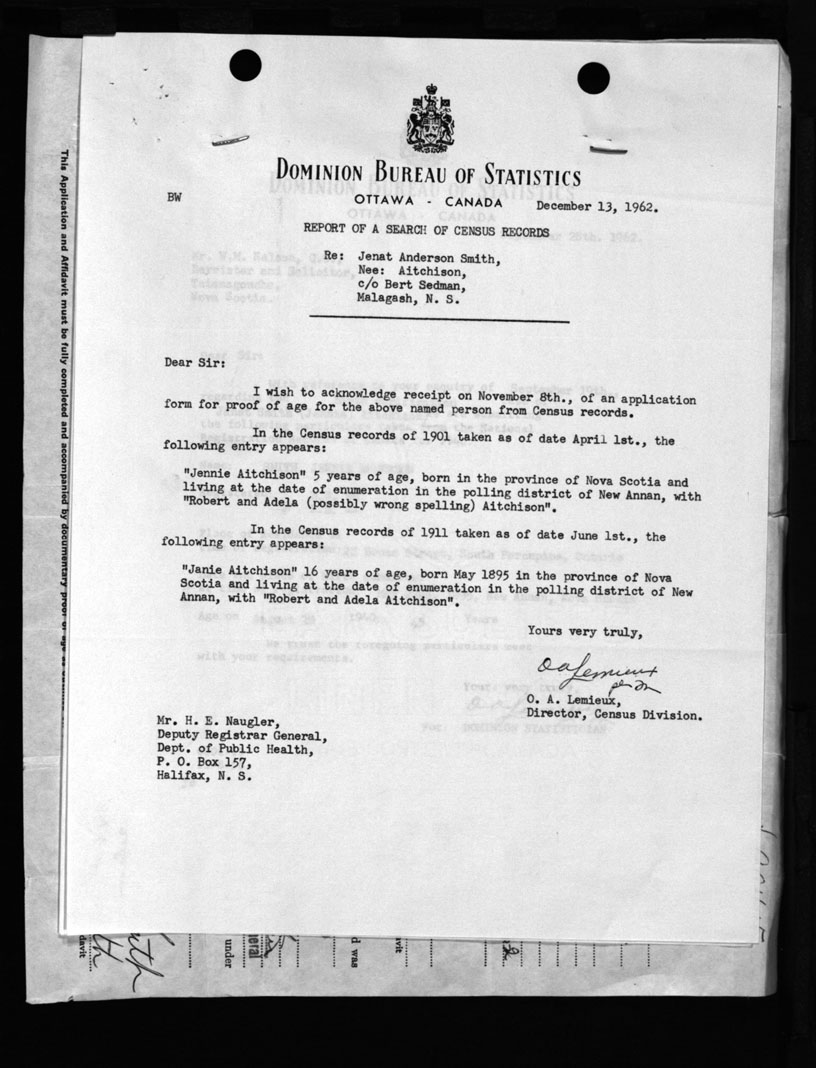 DOMINION BUREAU OF STATISTICS
OTTAWA - CANADA
BW
December 13, 1962.
REPORT OF A SEARCH OF CENSUS RECORDS
Re: Jenat Anderson Smith,
Nee: Aitchison,
c/o Bert Sedman,
Malagash, N. S.
Dear Sir:
I wish to acknowledge receipt on November 8th., of an application
form for proof of age for the above named person from Census records.
In the Census records of 1901 taken as of date April 1st., the
following entry appears:
"Jennie Aitchison" 5 years of age, born in the province of Nova Scotia and
living at the date of enumeration in the polling district of New Annan, with
"Robert and Adela (possibly wrong spelling) Aitchison".
In the Census records of 1911 taken as of date June 1st., the
following entry appears:
"Janie Aitchison" 16 years of age, born May 1895 in the province of Nova
Scotia and living at the date of enumeration in the polling district of New
Annan, with "Robert and Adela Aitchison".
Yours very truly,
O. A. Lemieux,
Director, Census Division.
Mr. H. E. Naugler,
Deputy Registrar General,
Dept. of Public Health,
P. O. Box 157,
Halifax, N. S.
This Application and Affidavit must be fully completed and accompanied by documentary proof of age as
under
d was